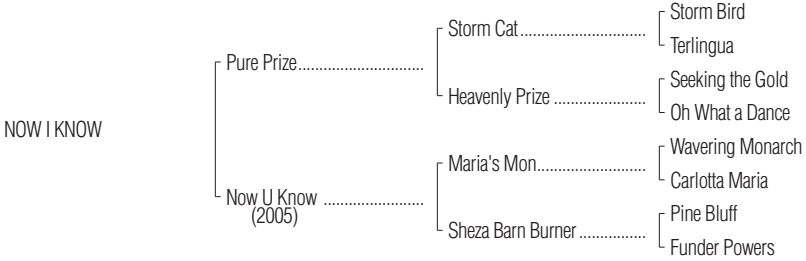 Storm Bird
Storm Cat..............................
Terlingua
Pure Prize..............................
Seeking the Gold
Heavenly Prize ......................
Oh What a Dance
NOW I KNOW
Wavering Monarch
Maria's Mon..........................
Carlotta Maria
Now U Know ........................
(2005)
Pine Bluff
Sheza Barn Burner ................
Funder Powers